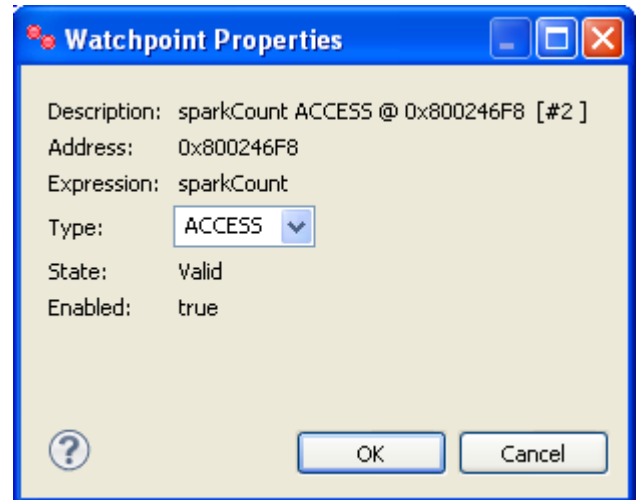 Watchpoint Properties
Description: sparkCount ACCESS @ 0x800246F8 [#2 ]
Address: 0x800246F8
Expression: sparkCount
Type: ACCESS
State: Valid
Enabled: true
? OK Cancel